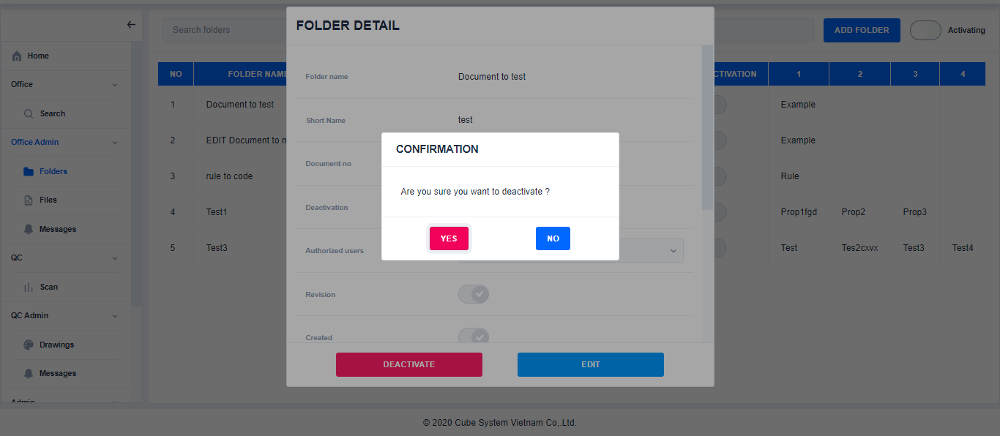 FOLDER DETAIL
Search folders
ADD FOLDER
Activating
Home
Office
Search
Office Admin
Folders
Files
Messages
QC
Scan
QC Admin
Drawings
Messages
Admin
NO FOLDER NAME CTIVATION 1 2 3 4
1 Document to test Example
2 EDIT Document to Example
3 rule to code Rule
4 Test1 Prop1fgd Prop2 Prop3
5 Test3 Test Tes2cxvx Test3 Test4
Folder name Document to test
Short Name test
Document no
Deactivation
Authorized users
Revision
Created
DEACTIVATE
EDIT
CONFIRMATION
Are you sure you want to deactivate ?
YES
NO
© 2020 Cube System Vietnam Co,.Ltd.